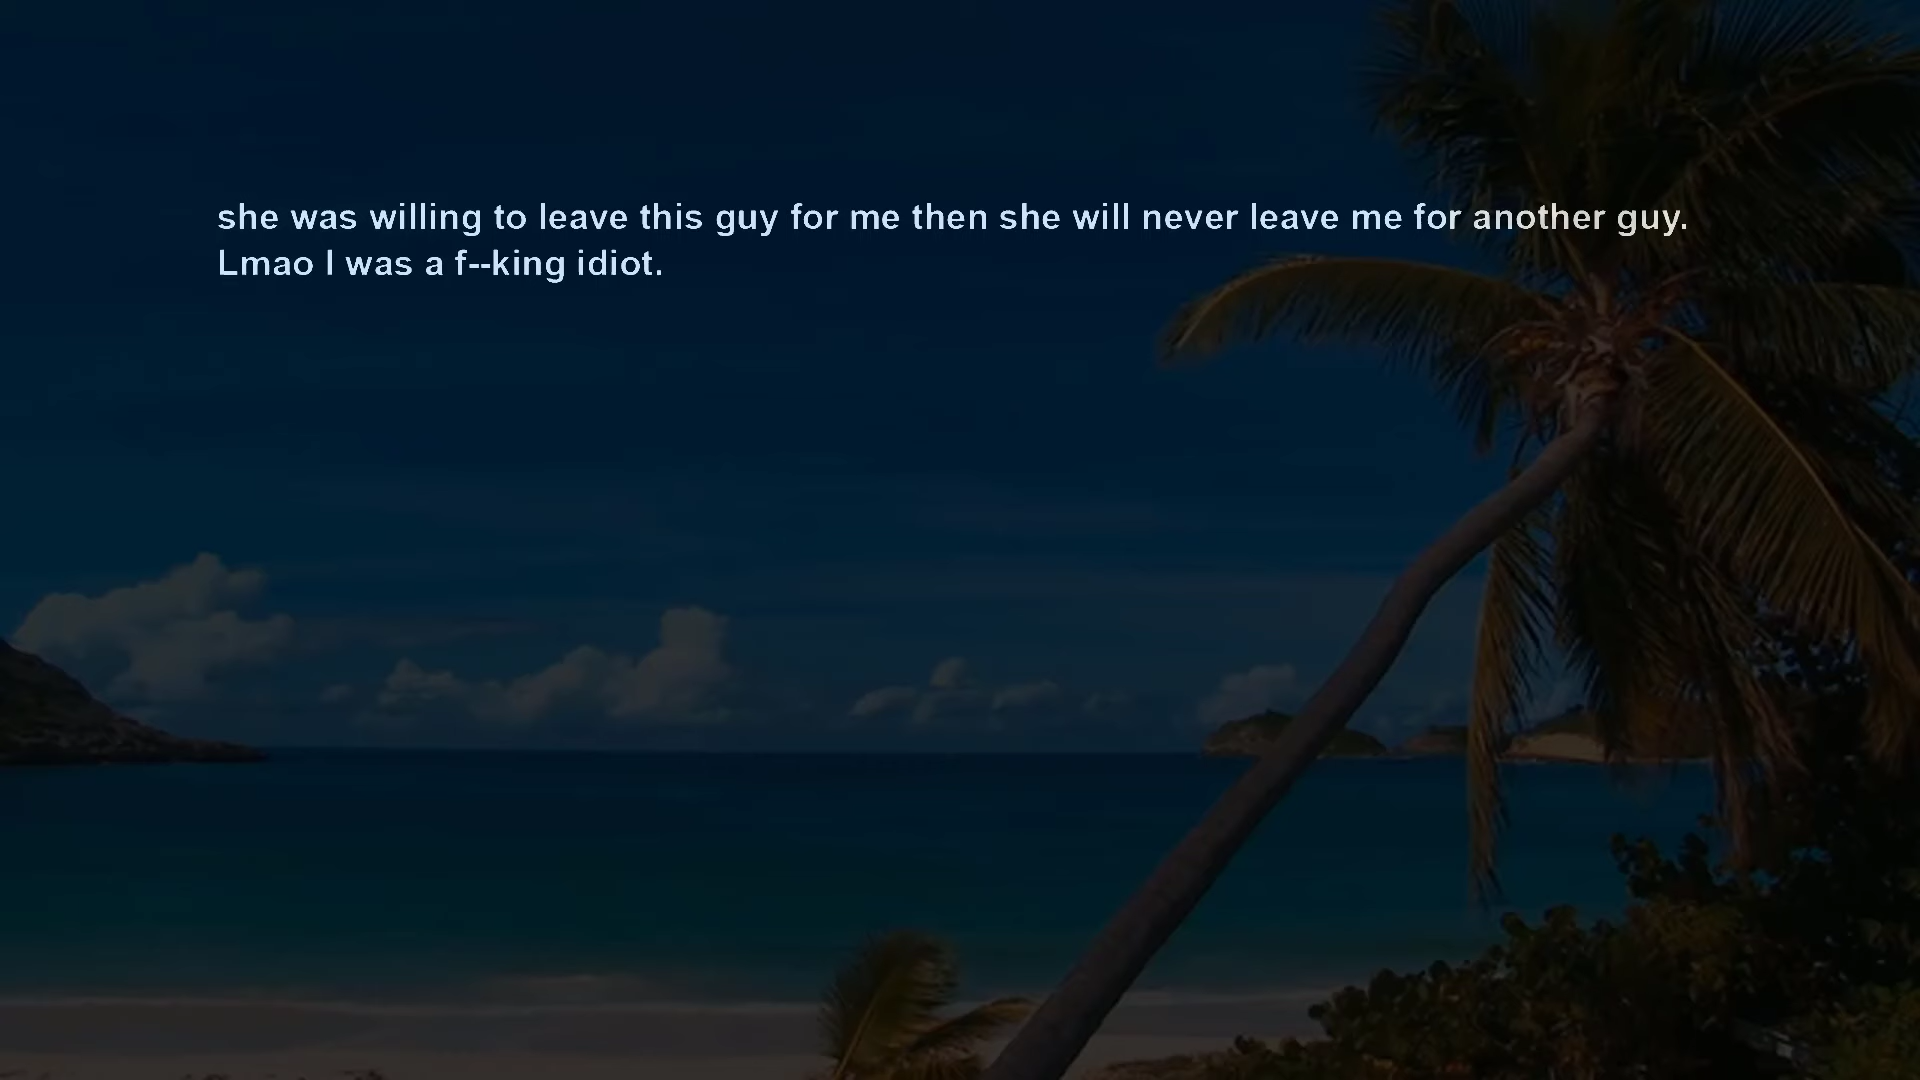 she was willing to leave this guy for me then she will never leave me for another guy.
Lmao I was a f--king idiot.